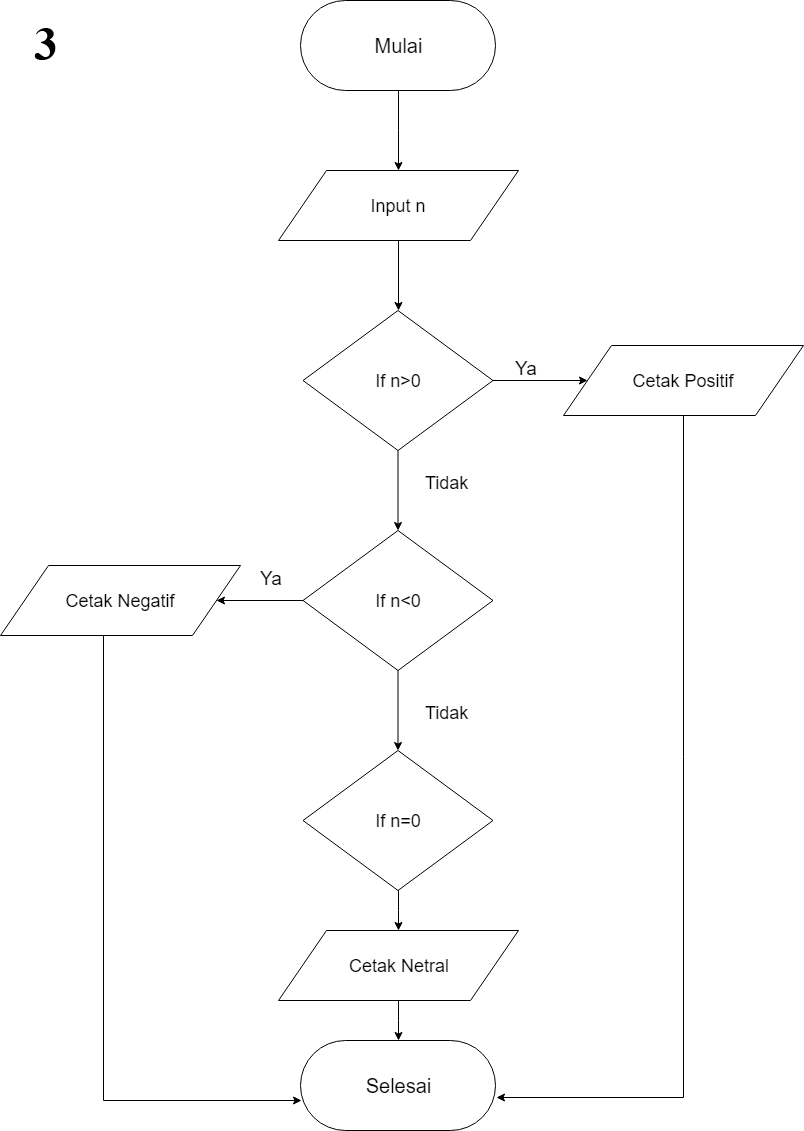 3
Mulai
Input n
If n>0
Ya
Cetak Positif
Tidak
If n<0
Ya
Cetak Negatif
Tidak
If n=0
Cetak Netral
Selesai